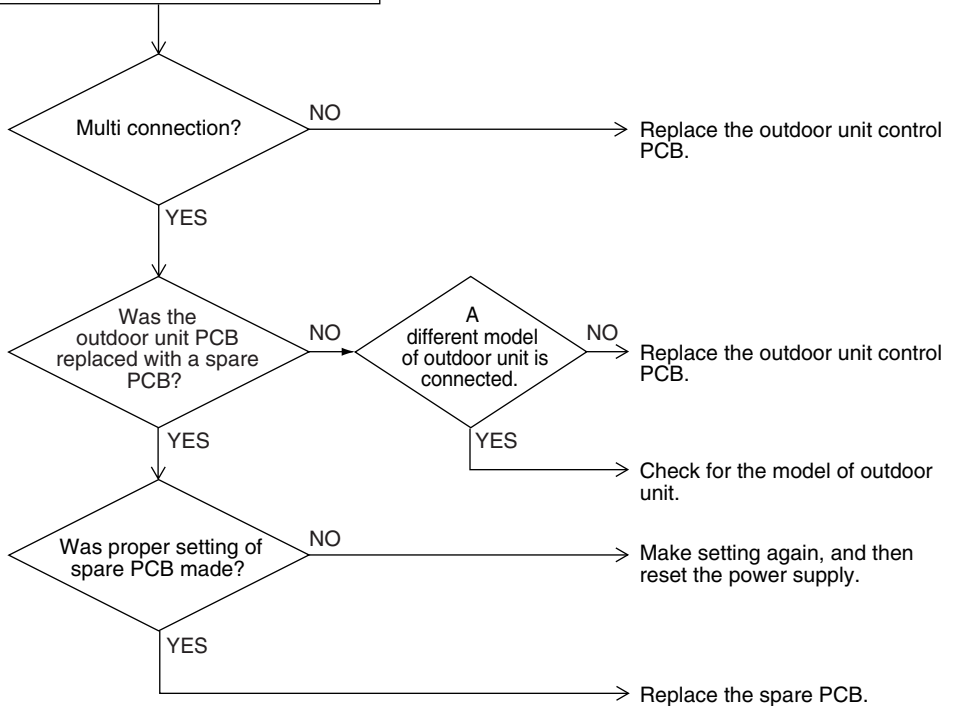 Multi connection?
NO
Replace the outdoor unit control
PCB.
YES
Was the
outdoor unit PCB
replaced with a spare
PCB?
NO
A
different model
of outdoor unit is
connected.
NO
Replace the outdoor unit control
PCB.
YES
YES
Check for the model of outdoor
unit.
Was proper setting of
spare PCB made?
NO
Make setting again, and then
reset the power supply.
YES
Replace the spare PCB.